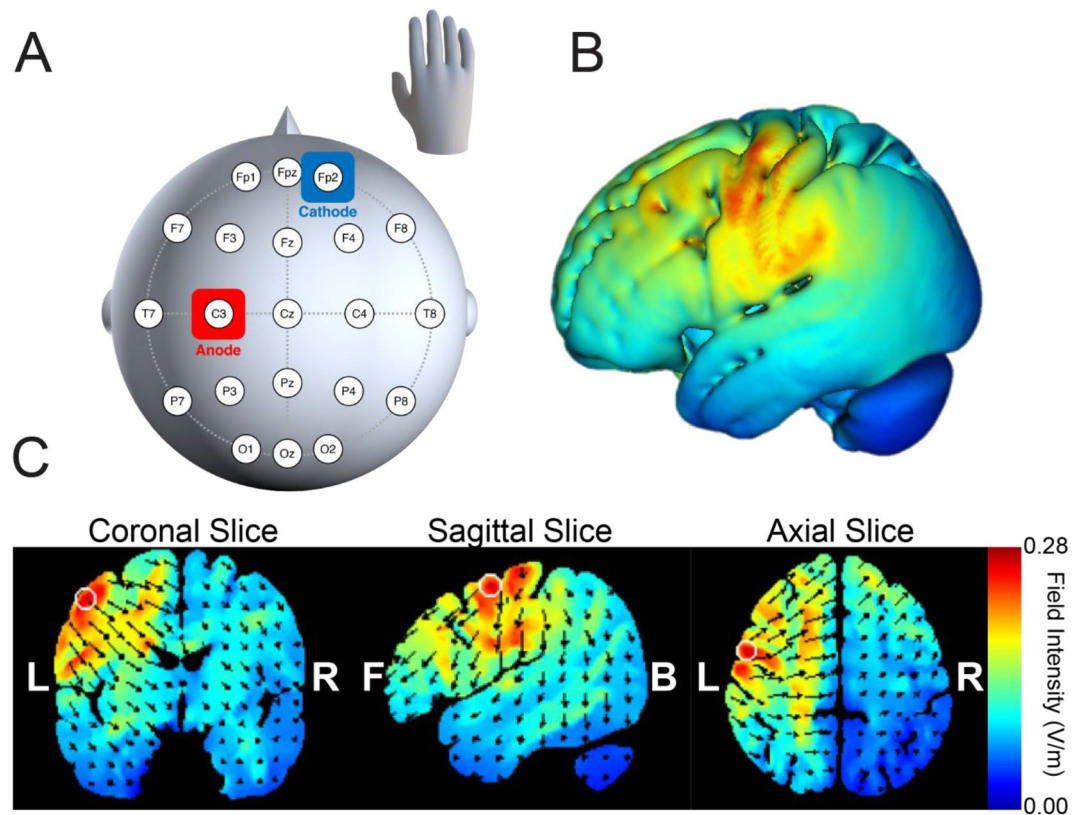 A
B
Fp1 Fpz Fp2
Cathode
F7 F3 Fz F4 F8
T7 C3 Cz C4 T8
Anode
P7 P3 Pz P4 P8
O1 Oz O2
C
Coronal Slice Sagittal Slice Axial Slice
0.28
L R F B L R
Field Intensity (V/m)
0.00